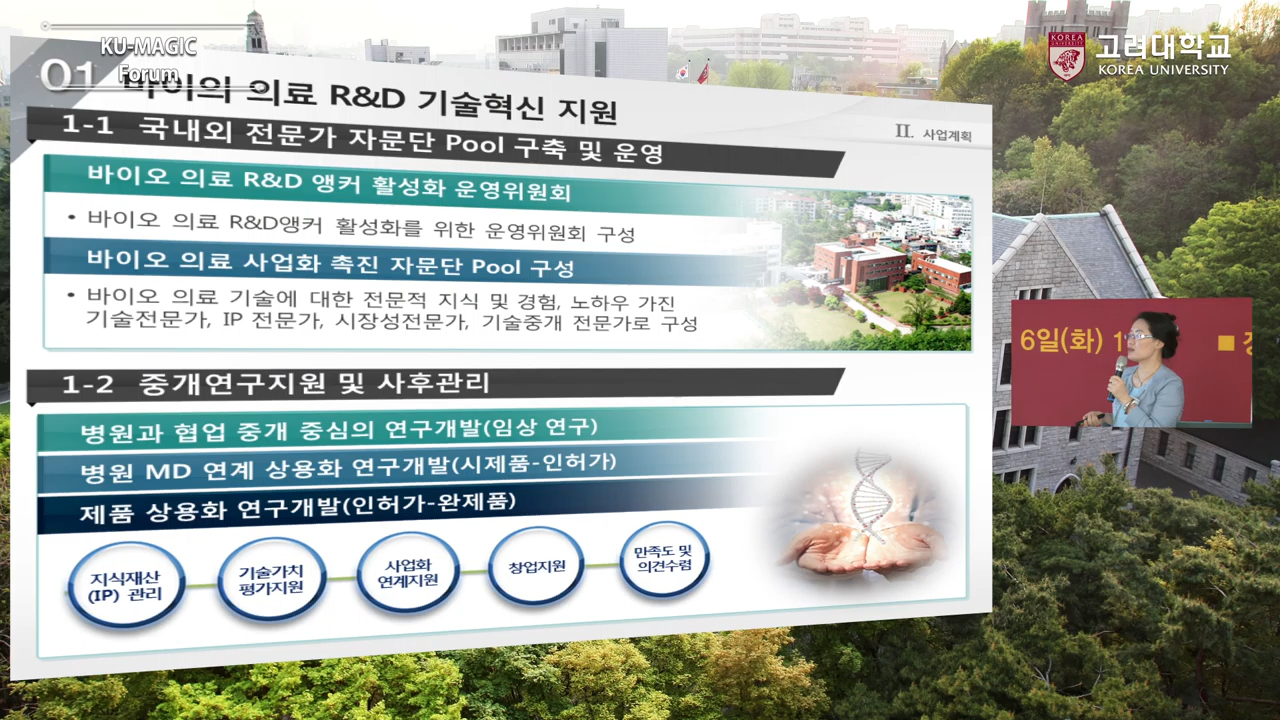 KU-MAGIC
Forum
고려대학교
KOREA UNIVERSITY
KOREA
01 의료 R&D 기술혁신 지원
II. 사업계획
1-1 국내외 전문가 자문단 Pool 구축 및 운영
바이오 의료 R&D 앵커 활성화 운영위원회
• 바이오 의료 R&D앵커 활성화를 위한 운영위원회 구성
바이오 의료 사업화 촉진 자문단 Pool 구성
• 바이오 의료 기술에 대한 전문적 지식 및 경험, 노하우 가진
기술전문가, IP 전문가, 시장성전문가, 기술중개 전문가로 구성
6일(화) 1
1-2 중개연구지원 및 사후관리
병원과 협업 중개 중심의 연구개발(임상 연구)
병원 MD 연계 상용화 연구개발(시제품-인허가)
제품 상용화 연구개발(인허가-완제품)
지식재산
(IP) 관리
기술가치
평가지원
사업화
연계지원
창업지원
만족도 및
의견수렴